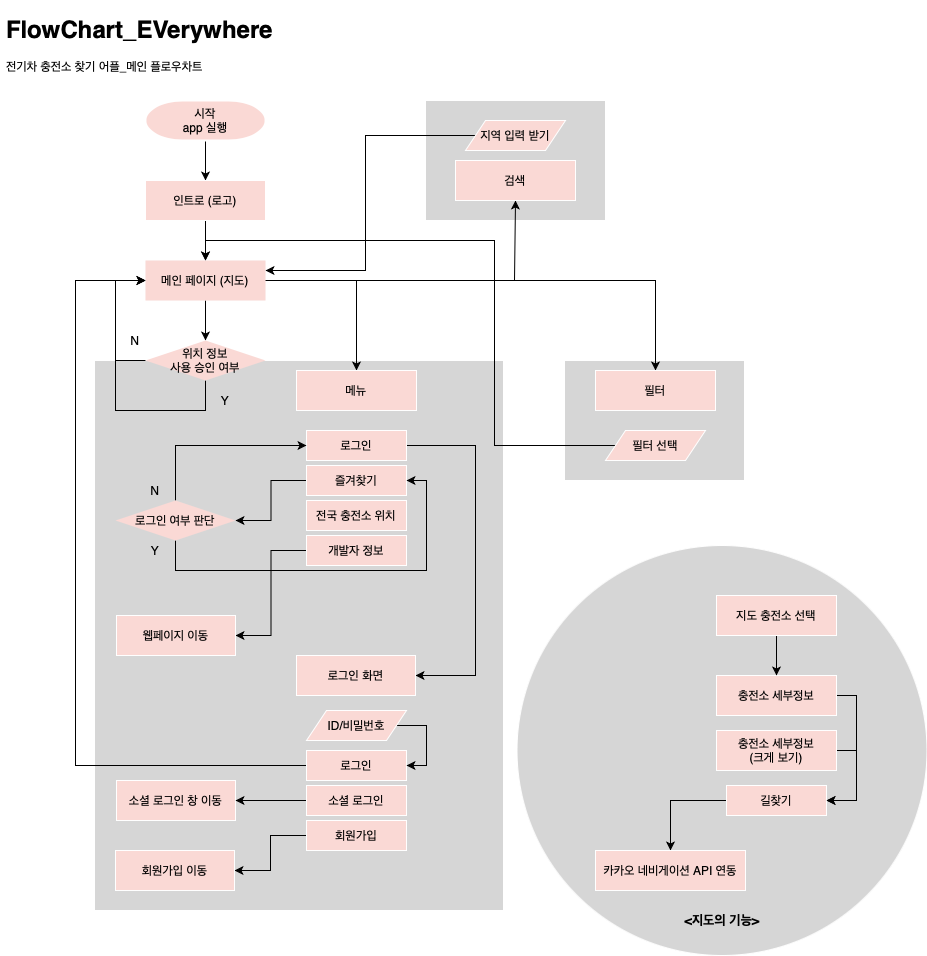 FlowChart_EVerywhere
전기차 충전소 찾기 어플_메인 플로우차트
시작
app 실행
지역 입력 받기
검색
인트로 (로고)
메인 페이지 (지도)
N
위치 정보
사용 승인 여부
Y
메뉴
필터
로그인
필터 선택
즐겨찾기
N
로그인 여부 판단
전국 충전소 위치
Y
개발자 정보
웹페이지 이동
지도 충전소 선택
로그인 화면
충전소 세부정보
ID/비밀번호
충전소 세부정보
(크게 보기)
로그인
소셜 로그인 창 이동
소셜 로그인
길찾기
회원가입
회원가입 이동
카카오 네비게이션 API 연동
<지도의 기능>